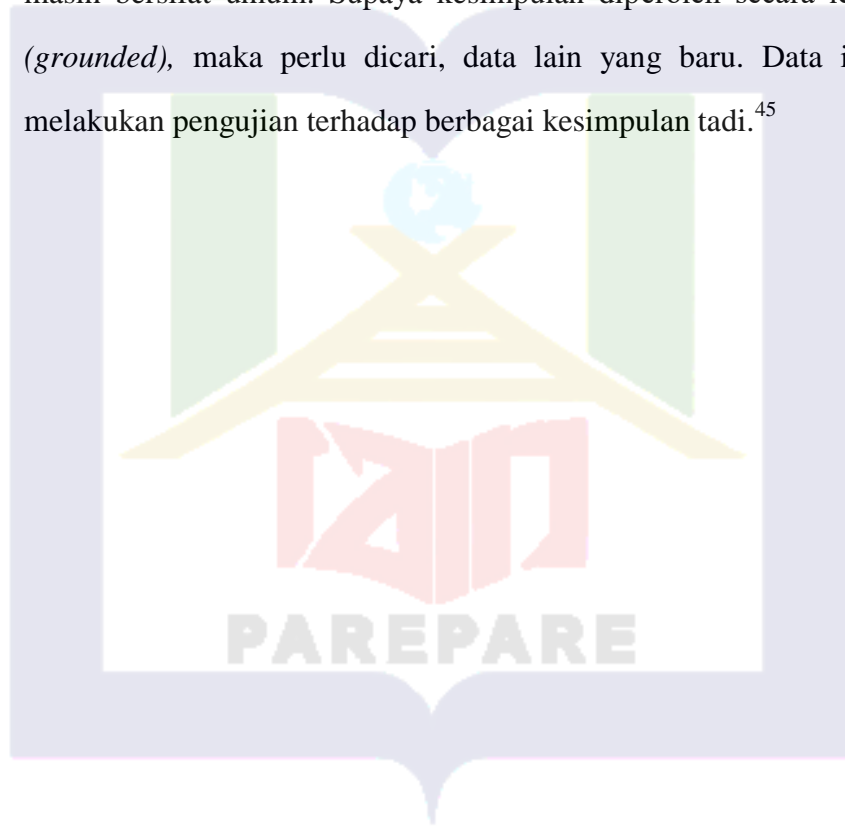 masih bersifat umum. Supaya kesimpulan diperoleh secara
(grounded), maka perlu dicari, data lain yang baru. Data
melakukan pengujian terhadap berbagai kesimpulan tadi.45
iain
PAREPARE